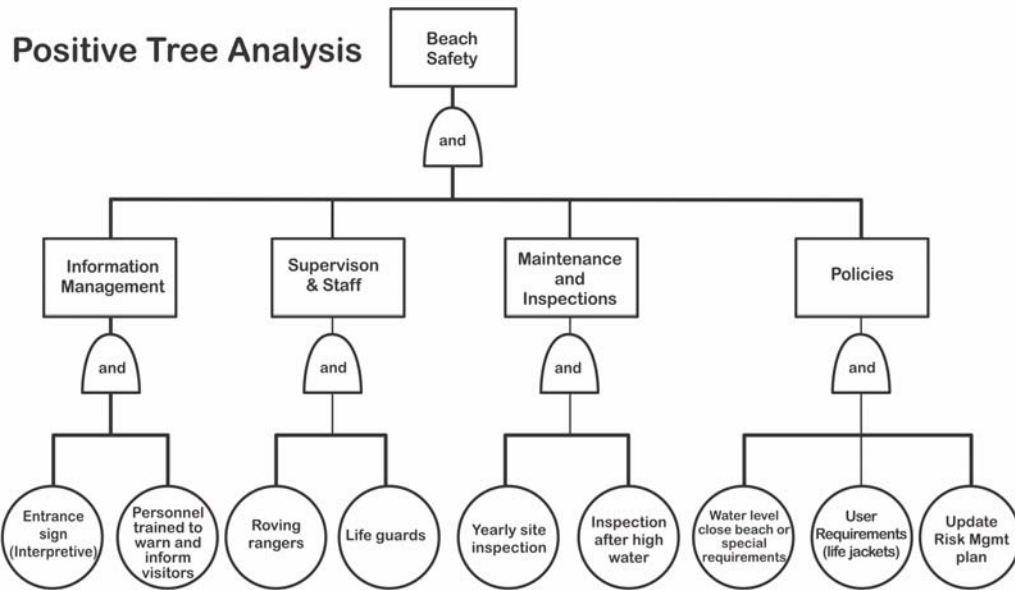 Positive Tree Analysis
Beach
Safety
and
Information
Management
Supervison
& Staff
Maintenance
and
Inspections
Policies
and
and
and
and
Entrance
sign
(Interpretive)
Personnel
trained to
warn and
inform
visitors
Roving
rangers
Life guards
Yearly site
inspection
Inspection
after high
water
Water level
close beach or
special
requirements
User
Requirements
(life jackets)
Update
Risk Mgmt
plan